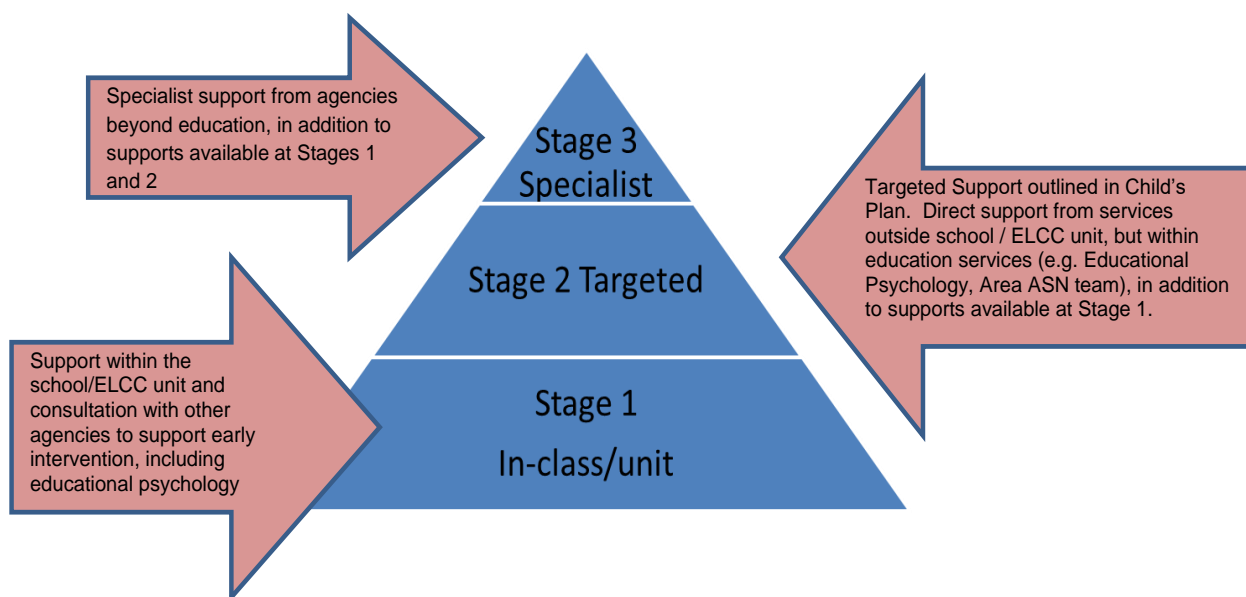 Specialist support from agencies
beyond education, in addition to
supports available at Stages 1
and 2
Stage 3
Specialist
Targeted Support outlined in Child’s
Plan.  Direct support from services
outside school / ELCC unit, but within
education services (e.g. Educational
Psychology, Area ASN team), in addition
to supports available at Stage 1.
Stage 2 Targeted
Support within the
school/ELCC unit and
consultation with other
agencies to support early
intervention, including
educational psychology
Stage 1
In-class/unit